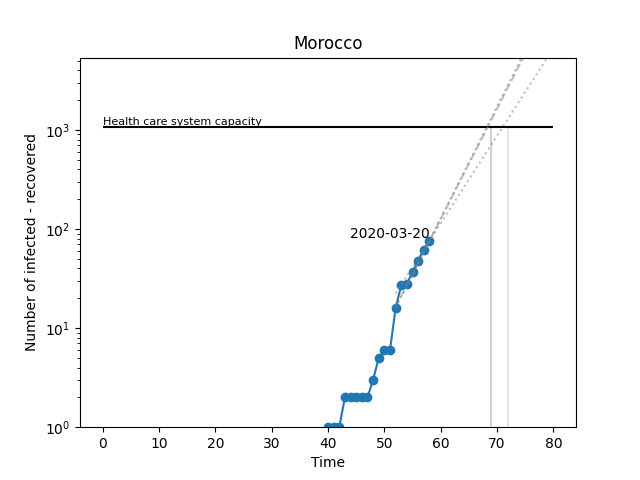 Morocco
Number of infected - recovered
10³
10²
10¹
10⁰
Health care system capacity
2020-03-20
0 10 20 30 40 50 60 70 80
Time